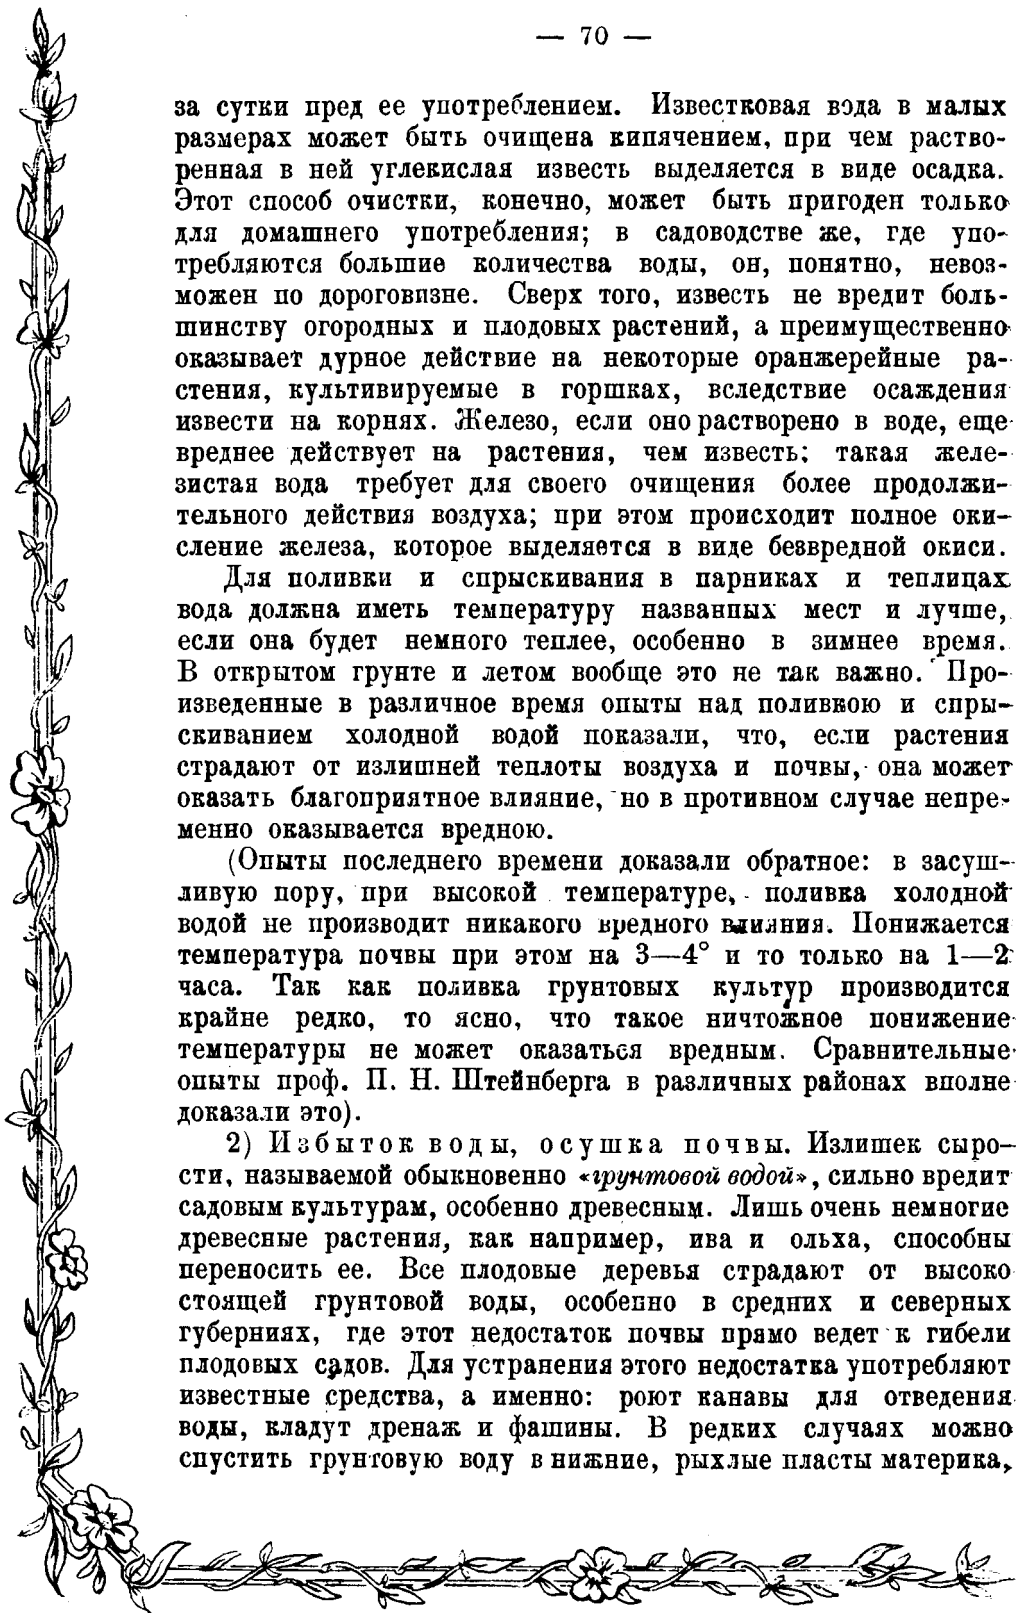 — 70 —
за сутки пред ее употреблением. Известковая вода в малых
размерах может быть очищена кипячением, при чем раство-
ренная в ней углекислая известь выделяется в виде осадка.
Этот способ очистки, конечно, может быть пригоден только
для домашнего употребления; в садоводстве же, где упо-
требляются большие количества воды, он, понятно, невоз-
можен по дороговизне. Сверх того, известь не вредит боль-
шинству огородных и плодовых растений, а преимущественно
оказывает дурное действие на некоторые оранжерейные ра-
стения, культивируемые в горшках, вследствие осаждения
извести на корнях. Железо, если оно растворено в воде, еще
вреднее действует на растения, чем известь; такая желе-
зистая вода требует для своего очищения более продолжи-
тельного действия воздуха; при этом происходит полное оки-
сление железа, которое выделяется в виде безвредной окиси.
Для поливки и спрыскивания в парниках и теплицах
вода должна иметь температуру названных мест и лучше,
если она будет немного теплее, особенно в зимнее время.
В открытом грунте и летом вообще это не так важно. Про-
изведенные в различное время опыты над поливкою и спры-
скиванием холодной водой показали, что, если растения
страдают от излишней теплоты воздуха и почвы, она может
оказать благоприятное влияние, но в противном случае непре-
менно оказывается вредною.
(Опыты последнего времени доказали обратное: в засуш-
ливую пору, при высокой температуре, поливка холодной
водой не производит никакого вредного влияния. Понижается
температура почвы при этом на 3—4° и то только на 1—2
часа. Так как поливка грунтовых культур производится
крайне редко, то ясно, что такое ничтожное понижение
температуры не может оказаться вредным. Сравнительные
опыты проф. П. Н. Штейнберга в различных районах вполне
доказали это).
2) Избыток воды, осушка почвы. Излишек сыро-
сти, называемой обыкновенно «грунтовой водой», сильно вредит
садовым культурам, особенно древесным. Лишь очень немногие
древесные растения, как например, ива и ольха, способны
переносить ее. Все плодовые деревья страдают от высоко
стоящей грунтовой воды, особенно в средних и северных
губерниях, где этот недостаток почвы прямо ведет к гибели
плодовых садов. Для устранения этого недостатка употребляют
известные средства, а именно: роют канавы для отведения
воды, кладут дренаж и фашины. В редких случаях можно
спустить грунтовую воду в нижние, рыхлые пласты материка,